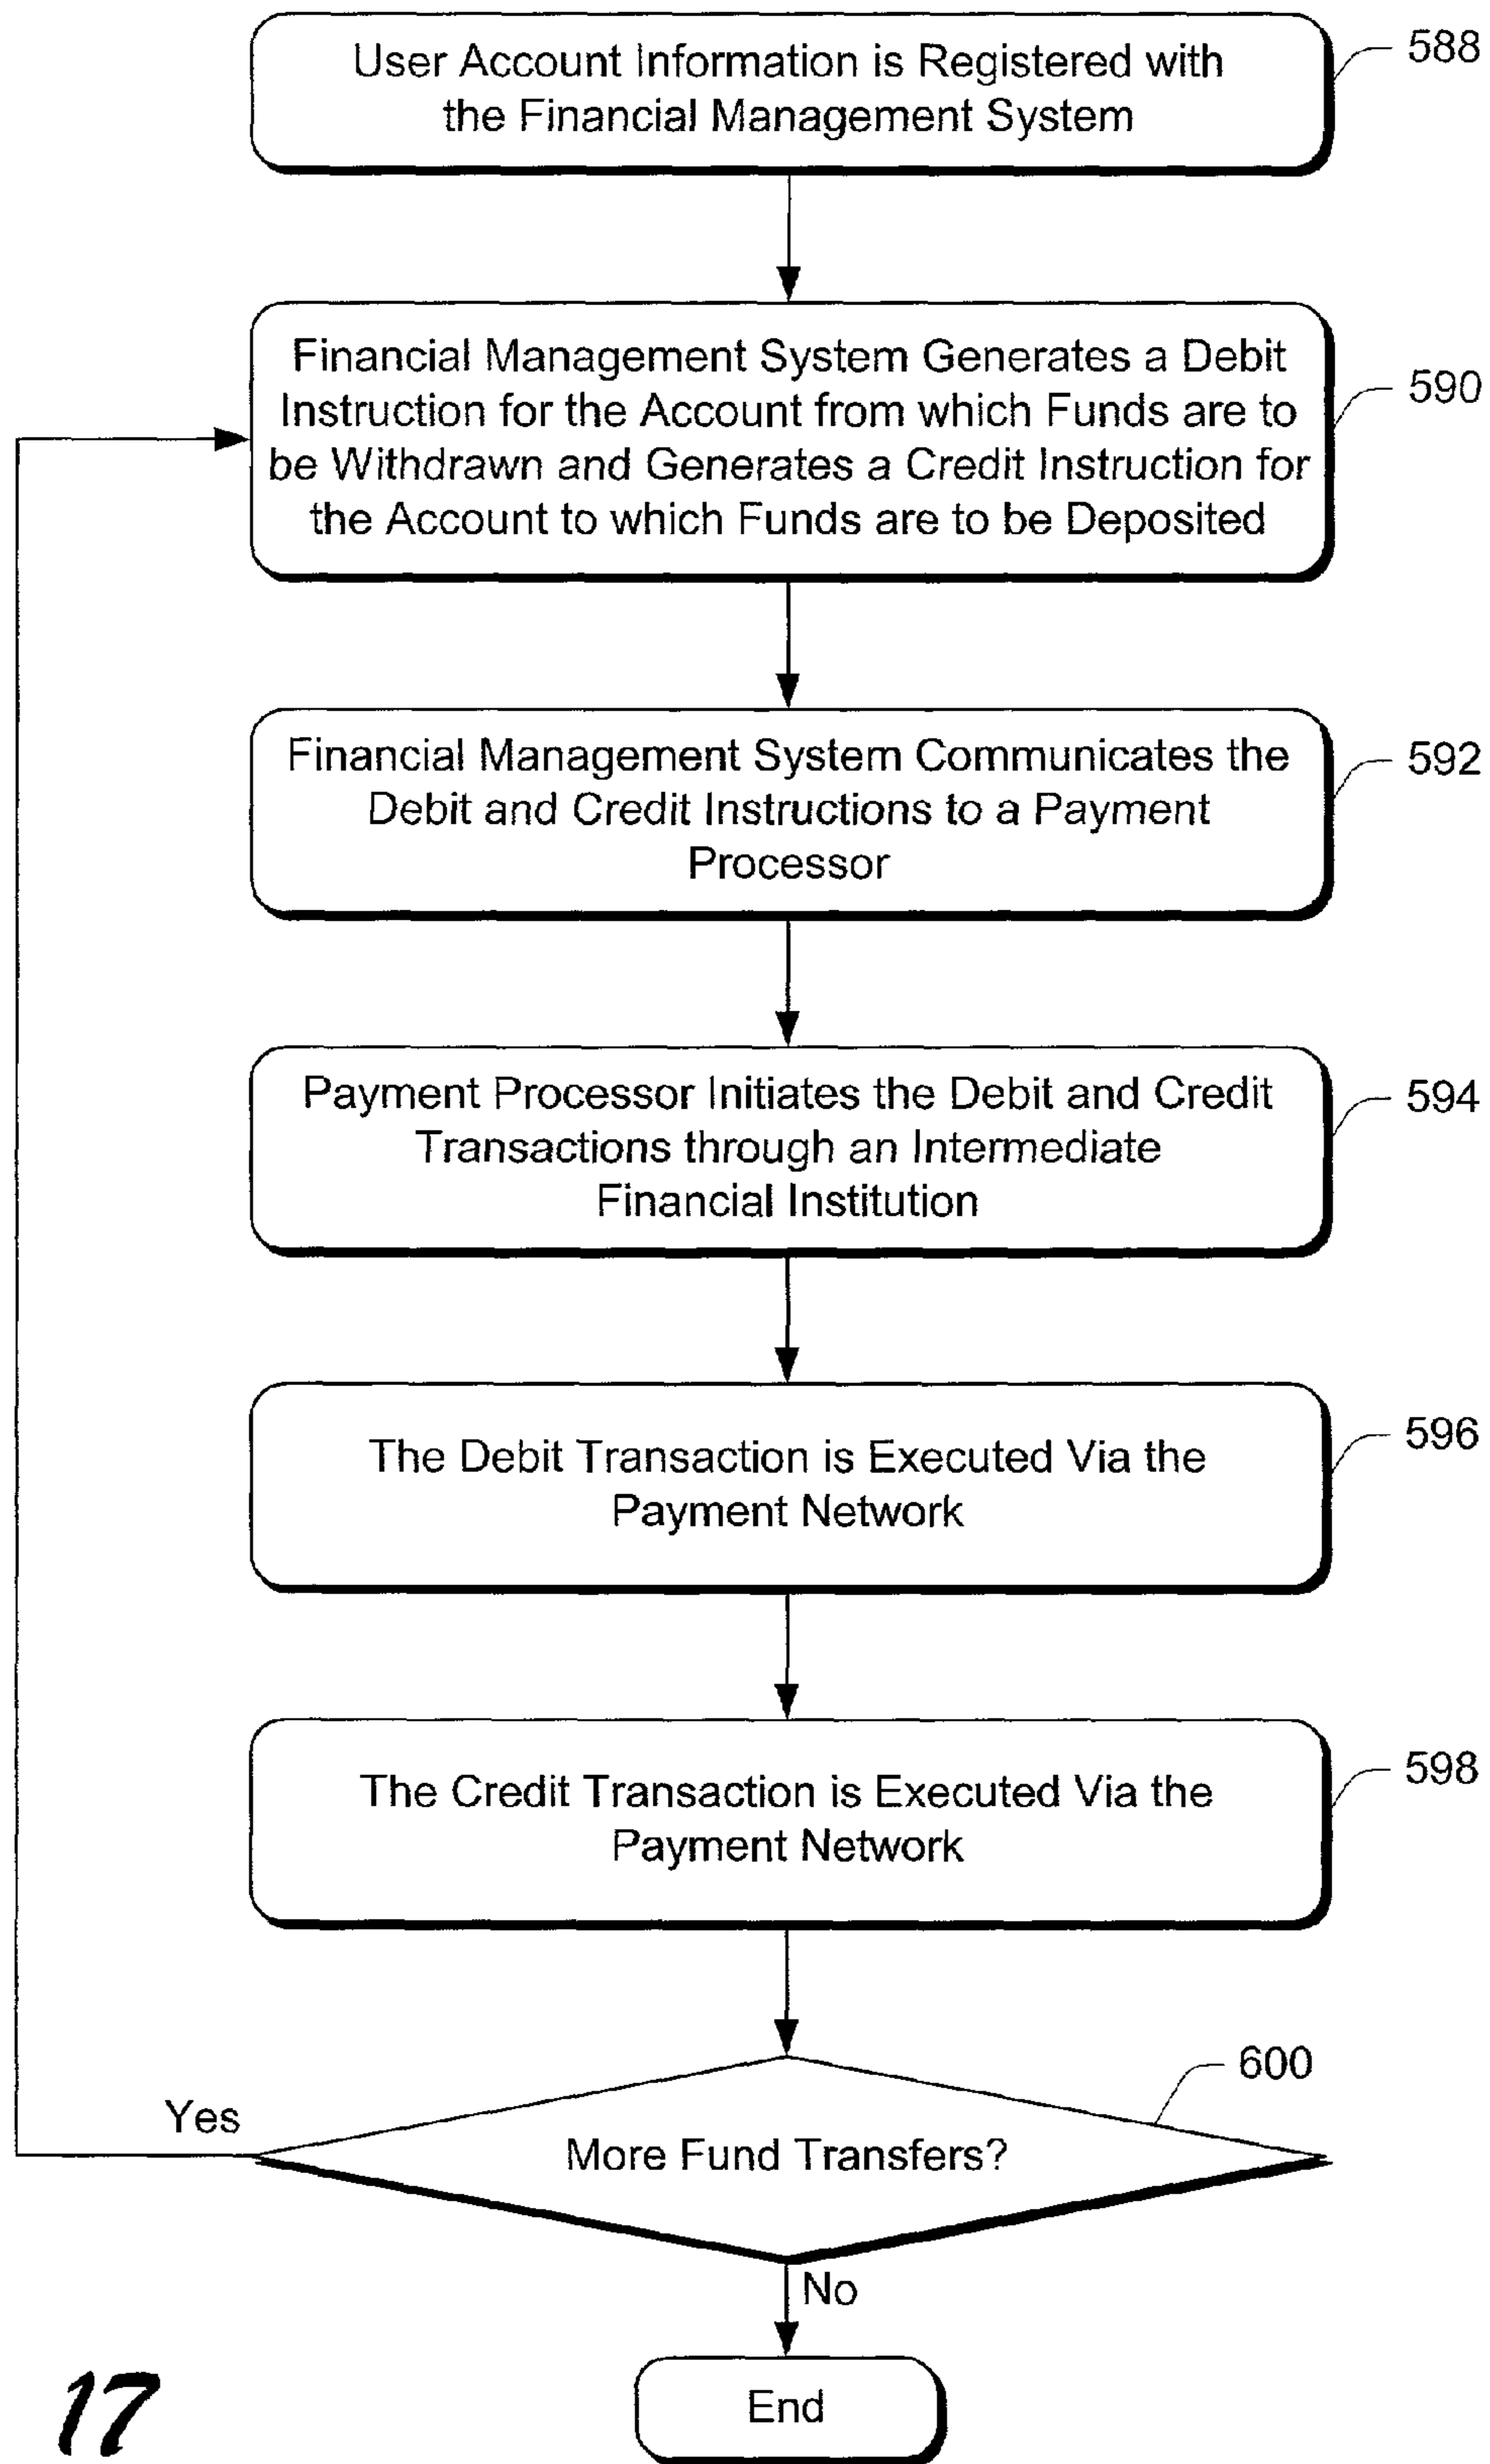 User Account Information is Registered with
the Financial Management System
588
Financial Management System Generates a Debit
Instruction for the Account from which Funds are to
be Withdrawn and Generates a Credit Instruction for
the Account to which Funds are to be Deposited
590
Financial Management System Communicates the
Debit and Credit Instructions to a Payment
Processor
592
Payment Processor Initiates the Debit and Credit
Transactions through an Intermediate
Financial Institution
594
The Debit Transaction is Executed Via the
Payment Network
596
The Credit Transaction is Executed Via the
Payment Network
598
600
Yes
More Fund Transfers?
No
End
17